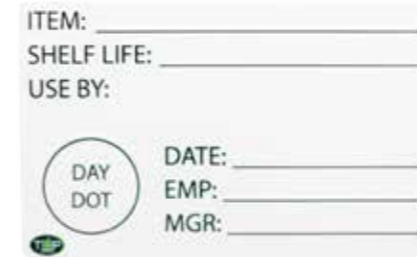 ITEM:
SHELF LIFE:
USE BY:
DAY
DOT
DATE:
EMP:
MGR: